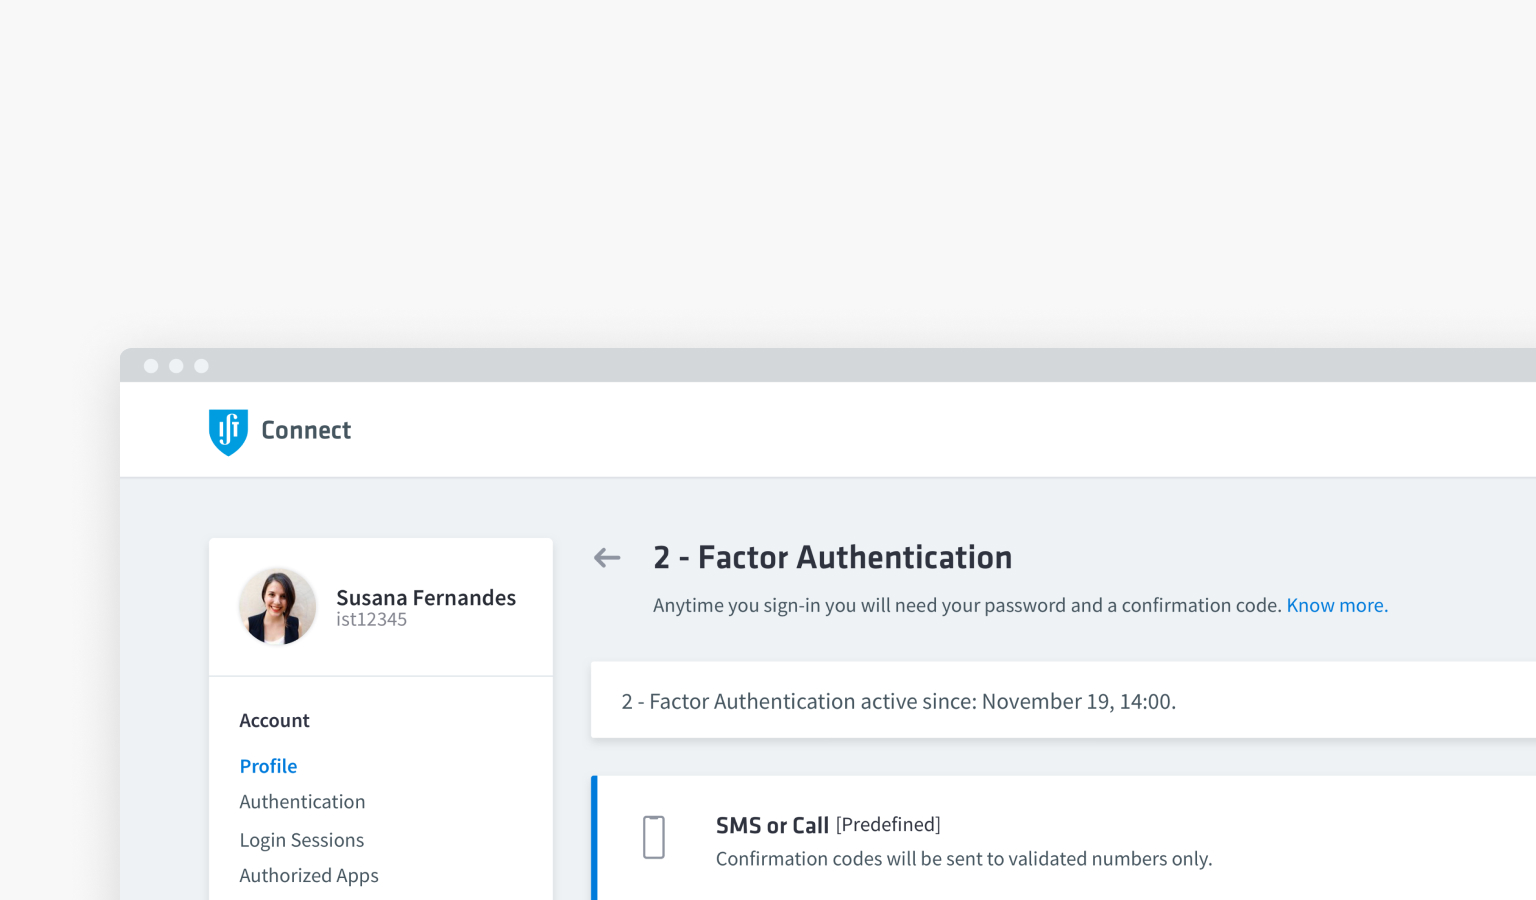 ist Connect
Susana Fernandes
ist12345
Account
Profile
Authentication
Login Sessions
Authorized Apps
2 - Factor Authentication
Anytime you sign-in you will need your password and a confirmation code. Know more.
2 - Factor Authentication active since: November 19, 14:00.
SMS or Call [Predefined]
Confirmation codes will be sent to validated numbers only.